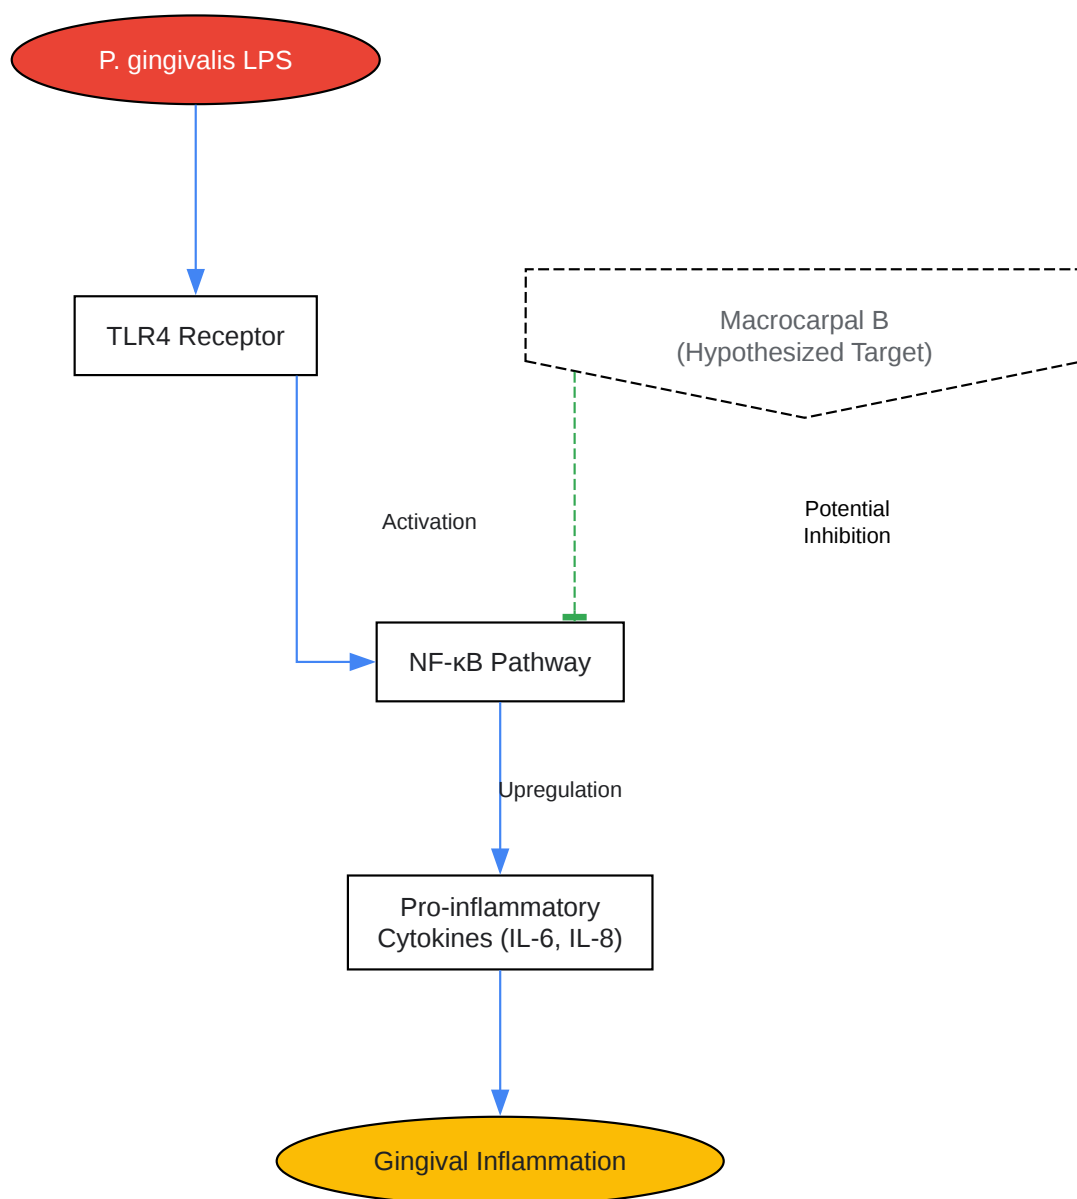 P. gingivalis LPS
TLR4 Receptor
Macrocarpal B
(Hypothesized Target)
Activation
Potential
Inhibition
NF-κB Pathway
Upregulation
Pro-inflammatory
Cytokines (IL-6, IL-8)
Gingival Inflammation